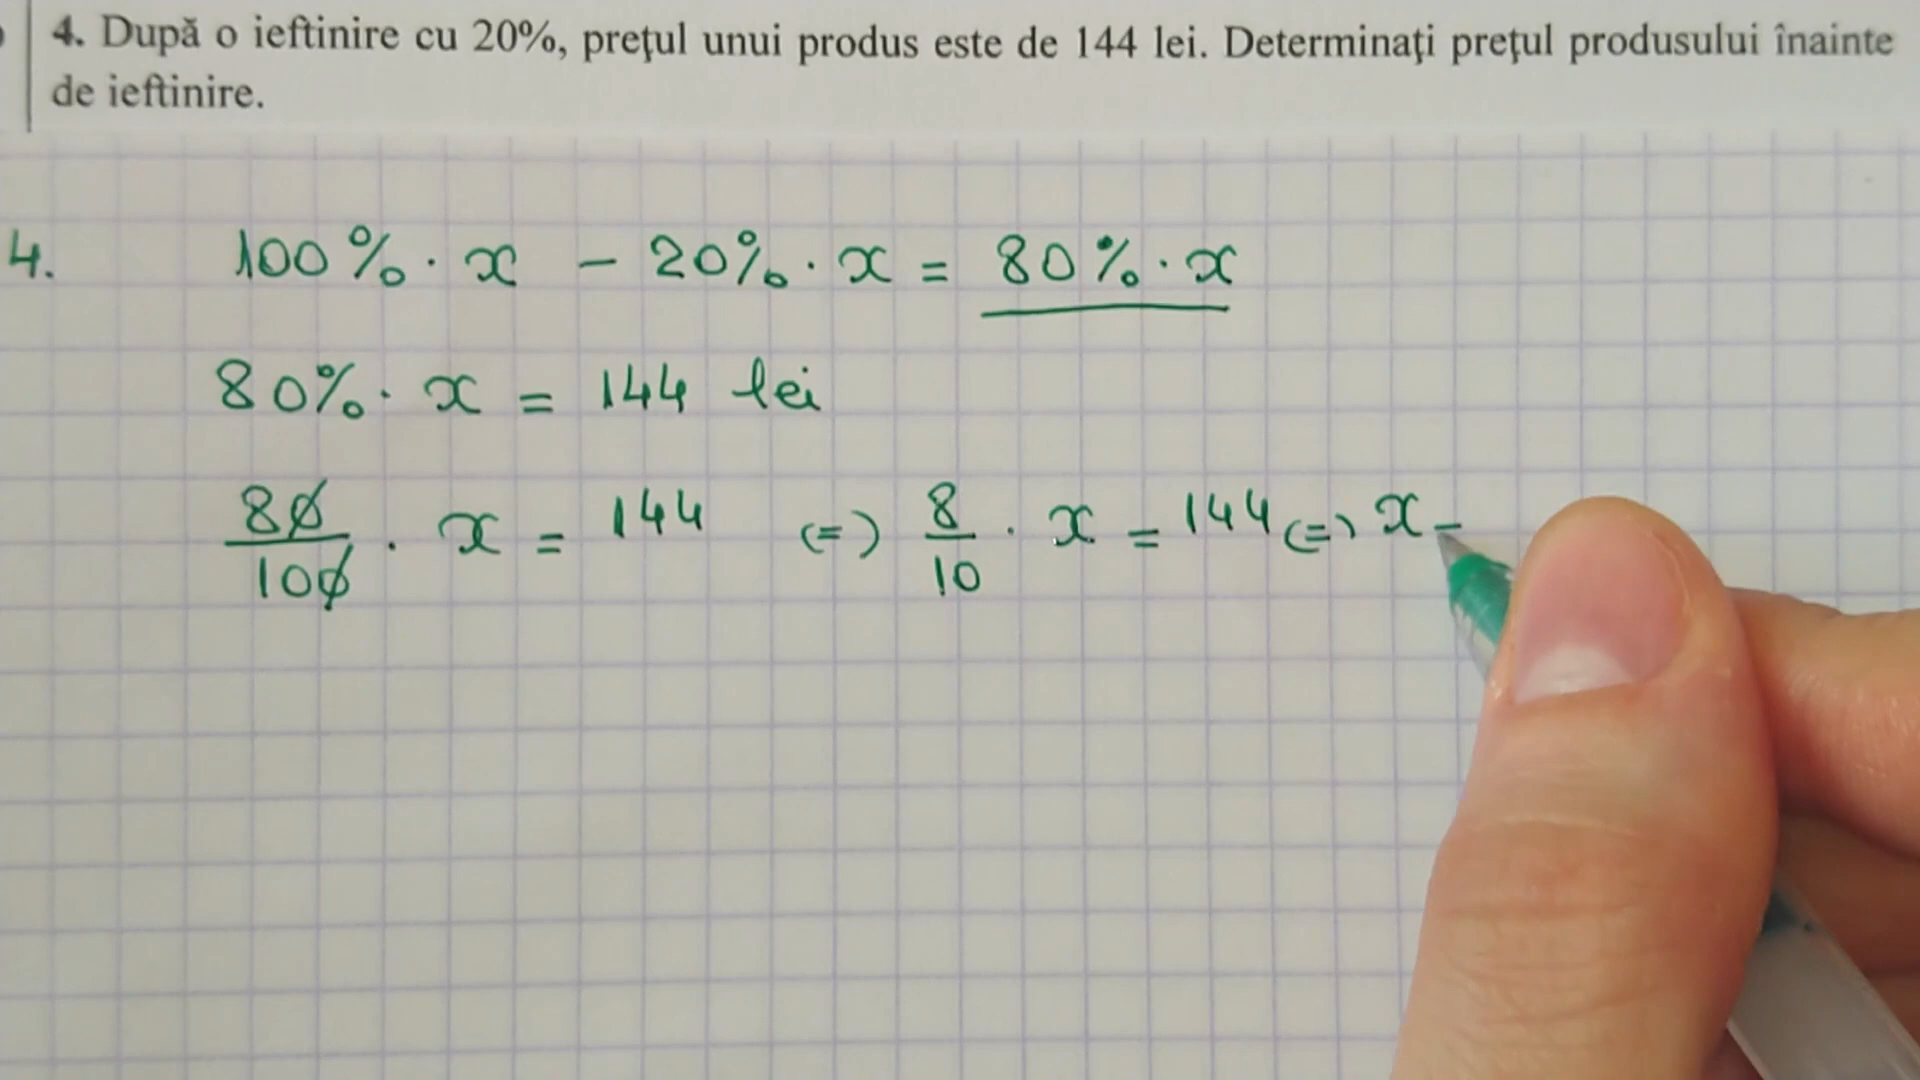 4. După o ieftinire cu 20%, preţul unui produs este de 144 lei. Determinaţi preţul produsului înainte
de ieftinire.
4. 100% · x - 20% · x = 80% · x
80% · x = 144 lei
80/100 · x = 144 (=) 8/10 · x = 144 (=) x -